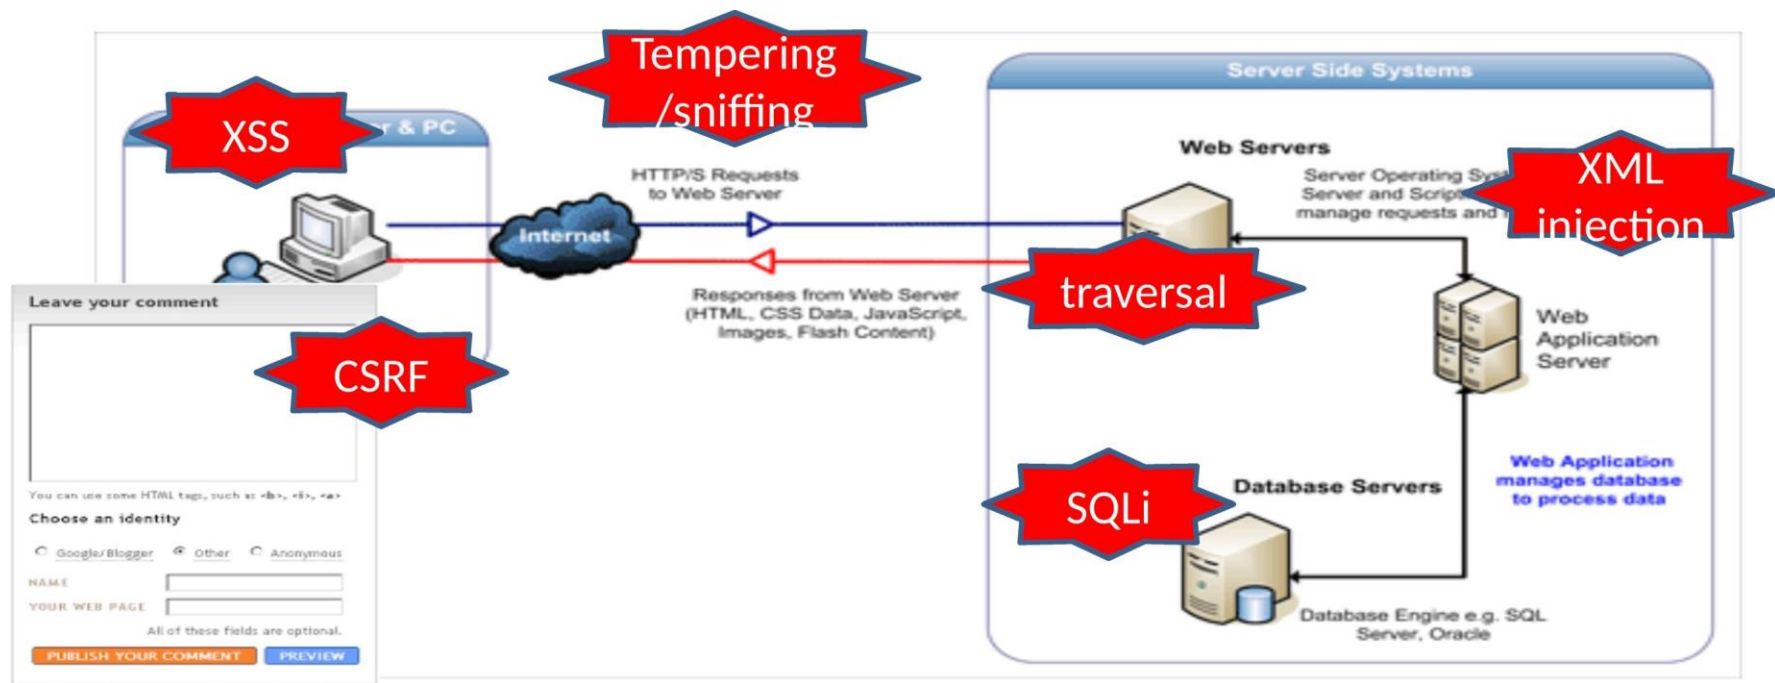 Tempering
/sniffing
XSS
r & PC
Server Side Systems
Web Servers
Server Operating Sys
Server and Script
manage requests and
XML
injection
HTTP/S Requests
to Web Server
Internet
traversal
Responses from Web Server
(HTML, CSS Data, JavaScript,
Images, Flash Content)
Web
Application
Server
Leave your comment
CSRF
You can use some HTML tags, such as <b>, <i>, <a>
Choose an identity
Google/Blogger Other Anonymous
NAME
YOUR WEB PAGE
All of these fields are optional.
PUBLISH YOUR COMMENT PREVIEW
SQLi
Database Servers
Web Application
manages database
to process data
Database Engine e.g. SQL
Server, Oracle